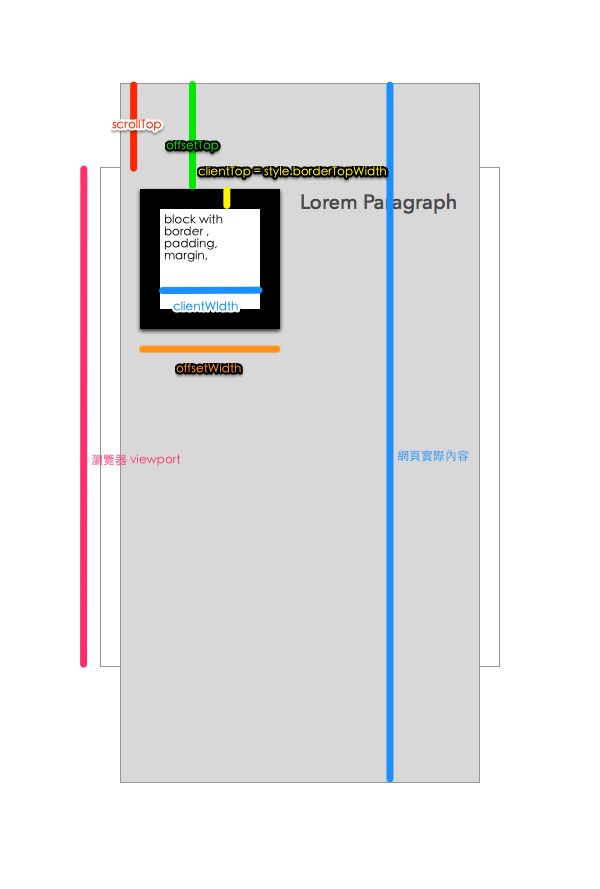 scrollTop
offsetTop
clientTop = style.borderTopWidth
Lorem Paragraph
block with
border ,
padding,
margin,
clientWidth
offsetWidth
瀏覽器 viewport
網頁實際內容